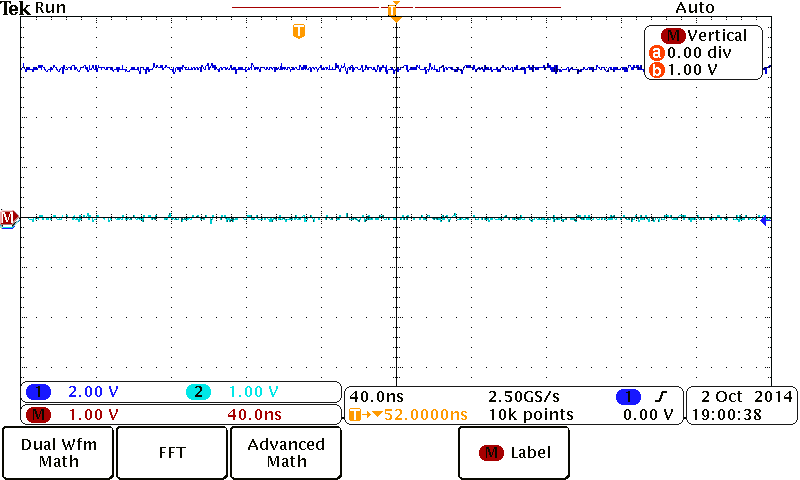 Tek Run Auto
T
T
M Vertical
a 0.00 div
b 1.00 V
M
1 2.00 V 2 1.00 V
M 1.00 V 40.0ns
40.0ns 2.50GS/s 1 0.00 V
T→▼52.0000ns 10k points
2 Oct 2014
19:00:38
Dual Wfm
Math
FFT
Advanced
Math
M Label